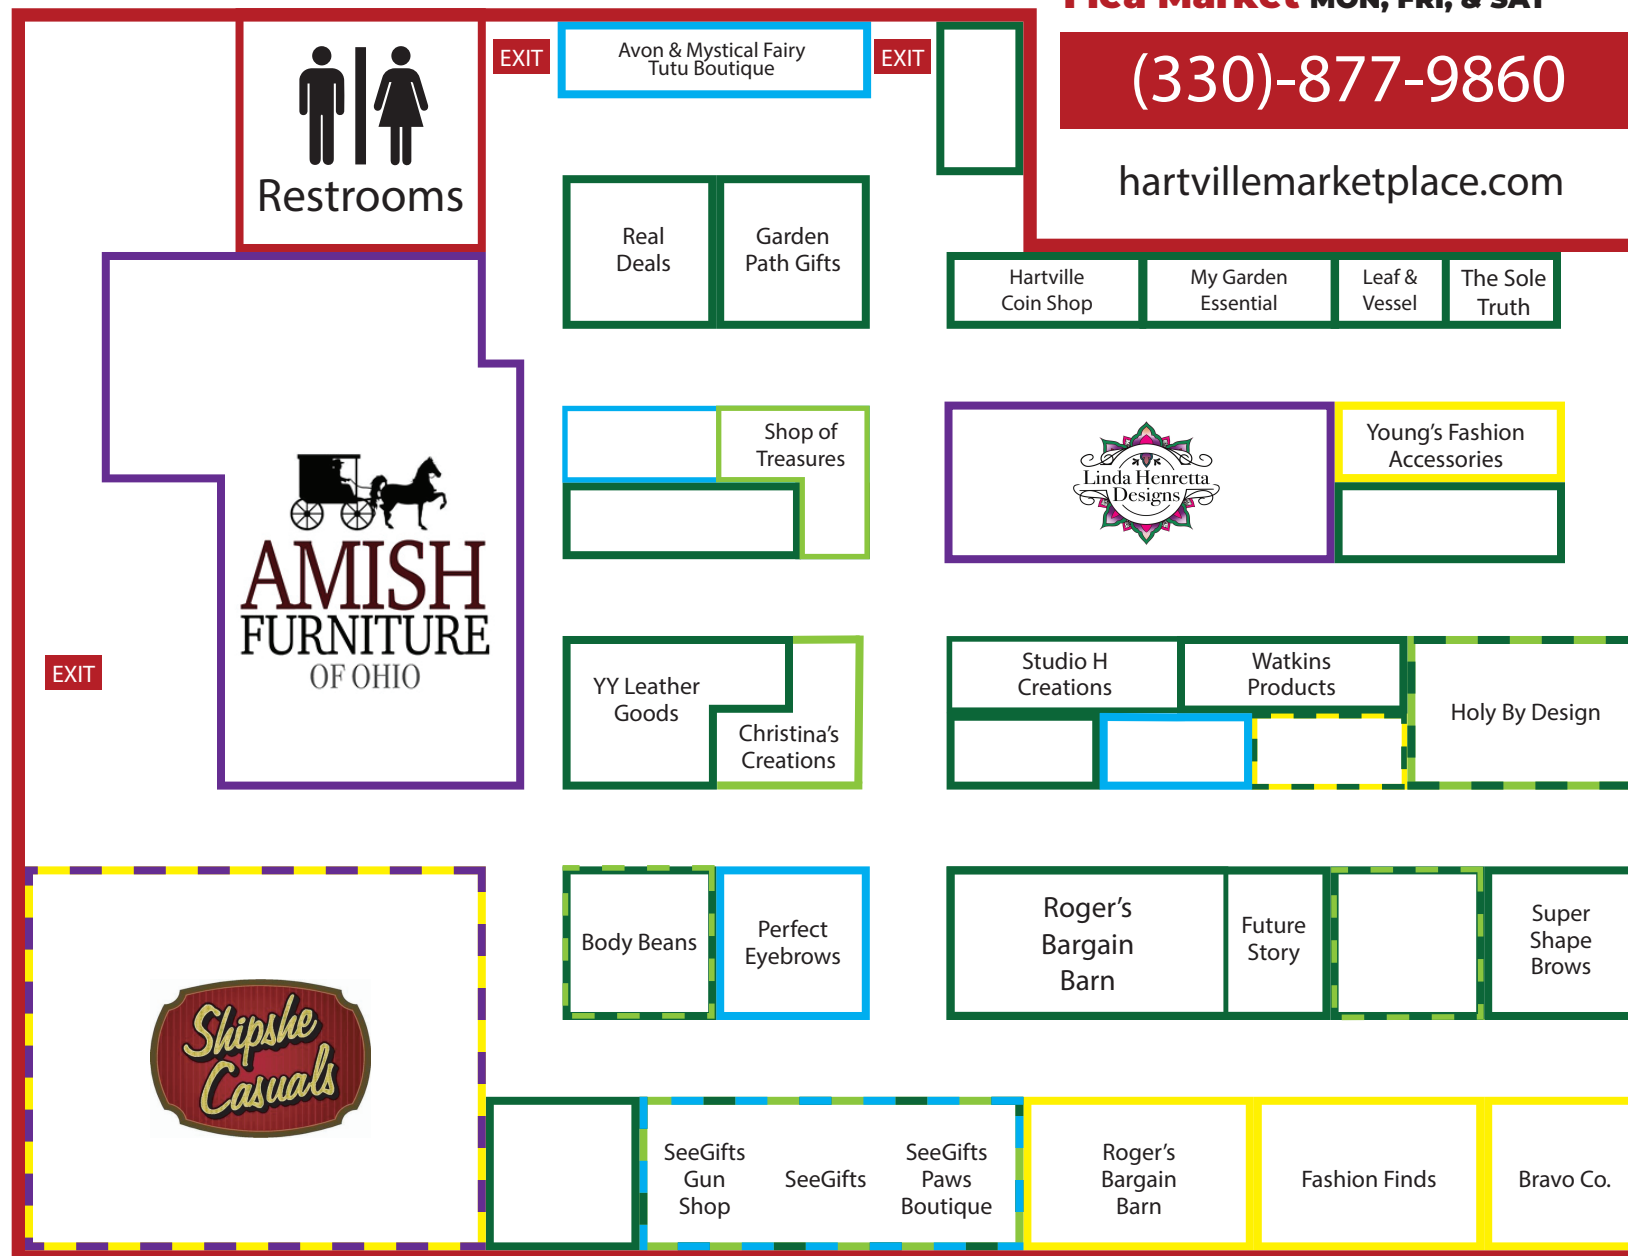 Flea Market MON, FRI, & SAT
(330)-877-9860
hartvillemarketplace.com
EXIT
Avon & Mystical Fairy
Tutu Boutique
EXIT
Restrooms
Real
Deals
Garden
Path Gifts
Hartville
Coin Shop
My Garden
Essential
Leaf &
Vessel
The Sole
Truth
Shop of
Treasures
Linda Henretta
Designs
Young's Fashion
Accessories
AMISH
FURNITURE
OF OHIO
EXIT
YY Leather
Goods
Christina's
Creations
Studio H
Creations
Watkins
Products
Holy By Design
Shipshe
Casuals
Body Beans
Perfect
Eyebrows
Roger's
Bargain
Barn
Future
Story
Super
Shape
Brows
SeeGifts
Gun
Shop
SeeGifts
SeeGifts
Paws
Boutique
Roger's
Bargain
Barn
Fashion Finds
Bravo Co.